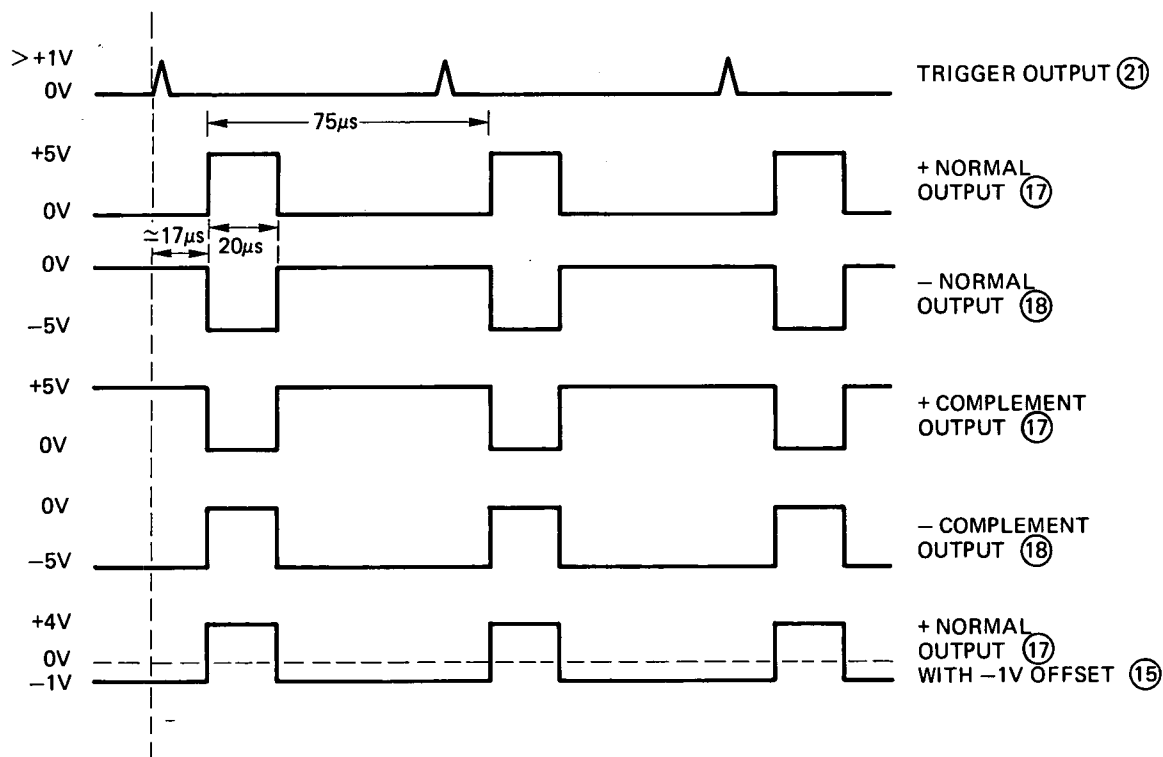 >+1V
0V
TRIGGER OUTPUT (21)
75μs
+5V
0V
+ NORMAL
OUTPUT (17)
≃17μs
20μs
0V
−5V
− NORMAL
OUTPUT (18)
+5V
0V
+ COMPLEMENT
OUTPUT (17)
0V
−5V
− COMPLEMENT
OUTPUT (18)
+4V
0V
−1V
+ NORMAL
OUTPUT (17)
WITH −1V OFFSET (15)